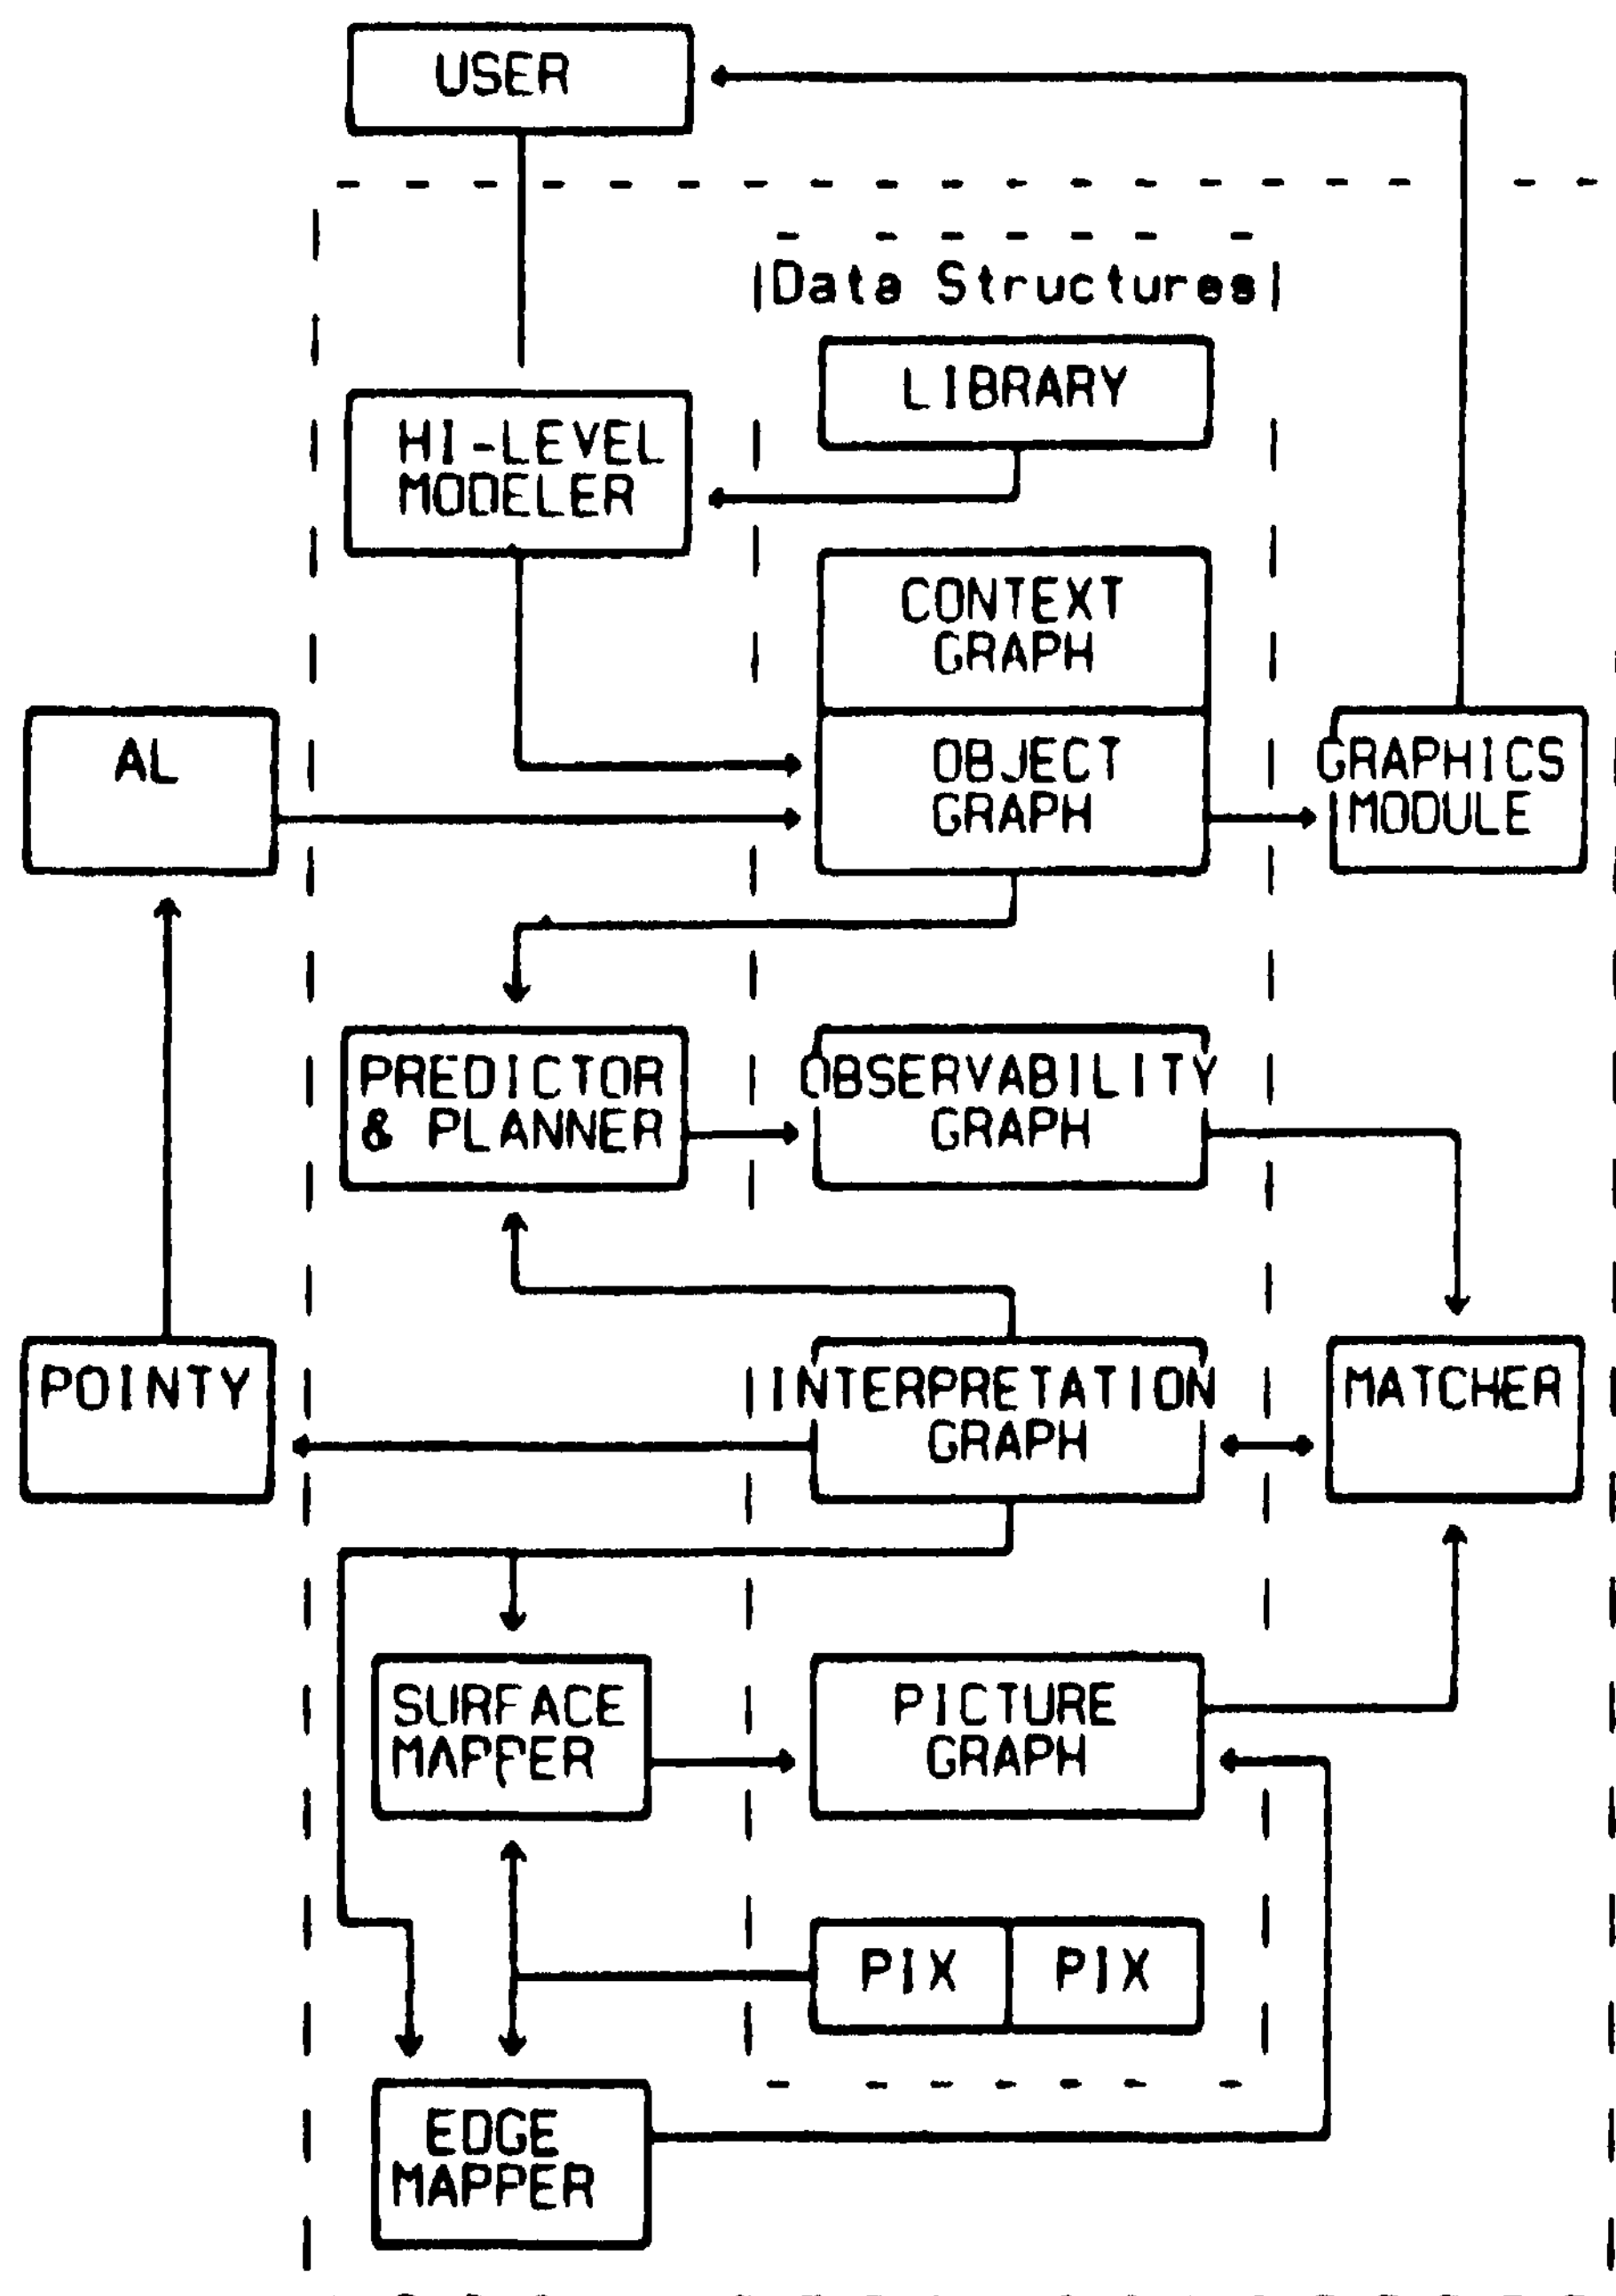 USER
Data Structures
LIBRARY
HI-LEVEL
MODELER
CONTEXT
GRAPH
AL
OBJECT
GRAPH
GRAPHICS
MODULE
PREDICTOR
& PLANNER
OBSERVABILITY
GRAPH
POINTY
INTERPRETATION
GRAPH
MATCHER
SURFACE
MAPPER
PICTURE
GRAPH
PIX
PIX
EDGE
MAPPER